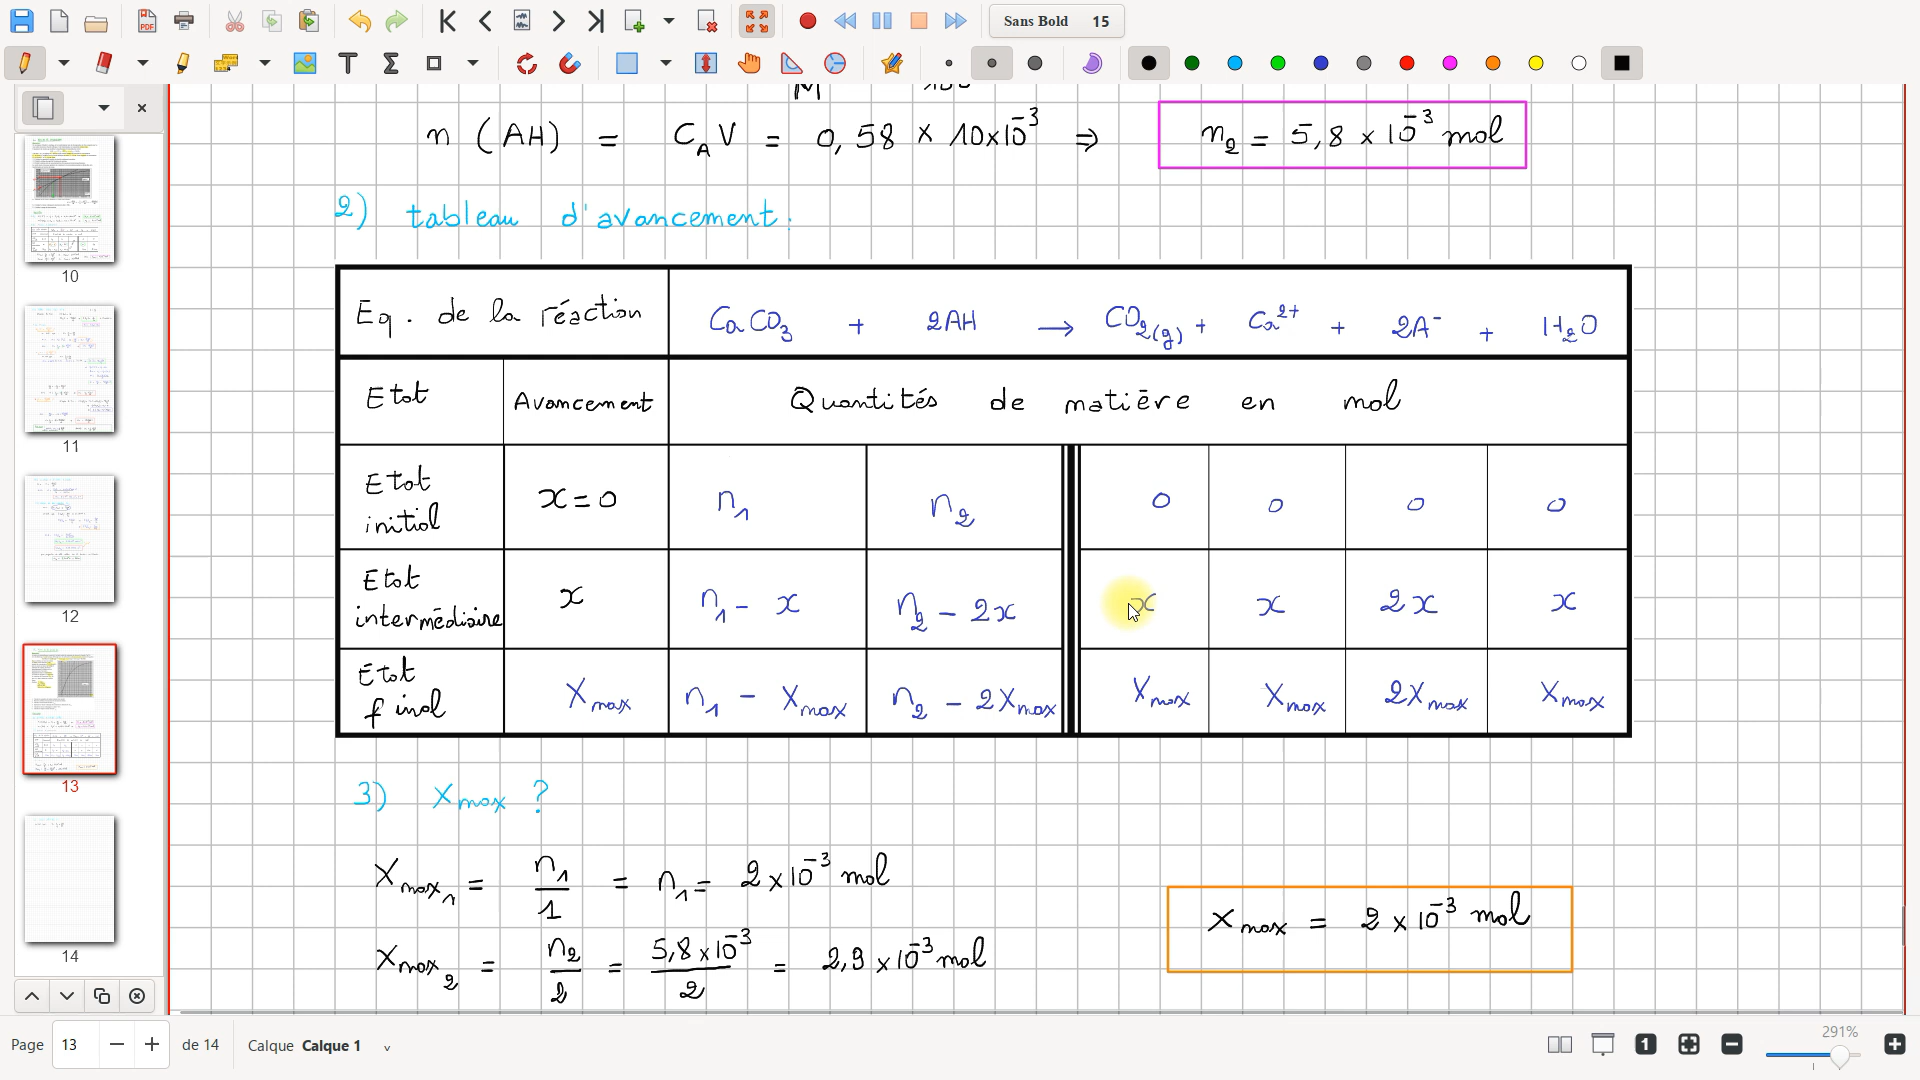 Sans Bold 15
n (AH) = C_A V = 0,58 × 10×10⁻³ ⇒ n₂ = 5,8 × 10⁻³ mol
2) tableau d'avancement :
Eq. de la réaction CaCO₃ + 2AH → CO₂(g) + Ca²⁺ + 2A⁻ + H₂O
Etat Avancement Quantités de matière en mol
Etat initial x = 0 n₁ n₂ 0 0 0 0
Etat intermédiaire x n₁ - x n₂ - 2x x x 2x x
Etat final Xmax n₁ - Xmax n₂ - 2Xmax Xmax Xmax 2Xmax Xmax
3) Xmax ?
Xmax₁ = n₁/1 = n₁ = 2×10⁻³ mol
Xmax = 2 × 10⁻³ mol
Xmax₂ = n₂/2 = 5,8×10⁻³/2 = 2,9 ×10⁻³ mol
10
11
12
13
14
Page 13 de 14 Calque Calque 1
291%